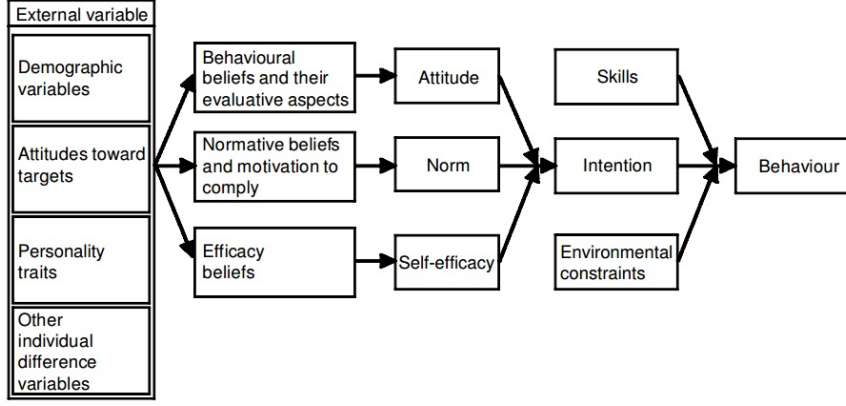 External variable
Demographic
variables
Attitudes toward
targets
Personality
traits
Other
individual
difference
variables
Behavioural
beliefs and their
evaluative aspects
Normative beliefs
and motivation to
comply
Efficacy
beliefs
Attitude
Norm
Self-efficacy
Skills
Intention
Environmental
constraints
Behaviour